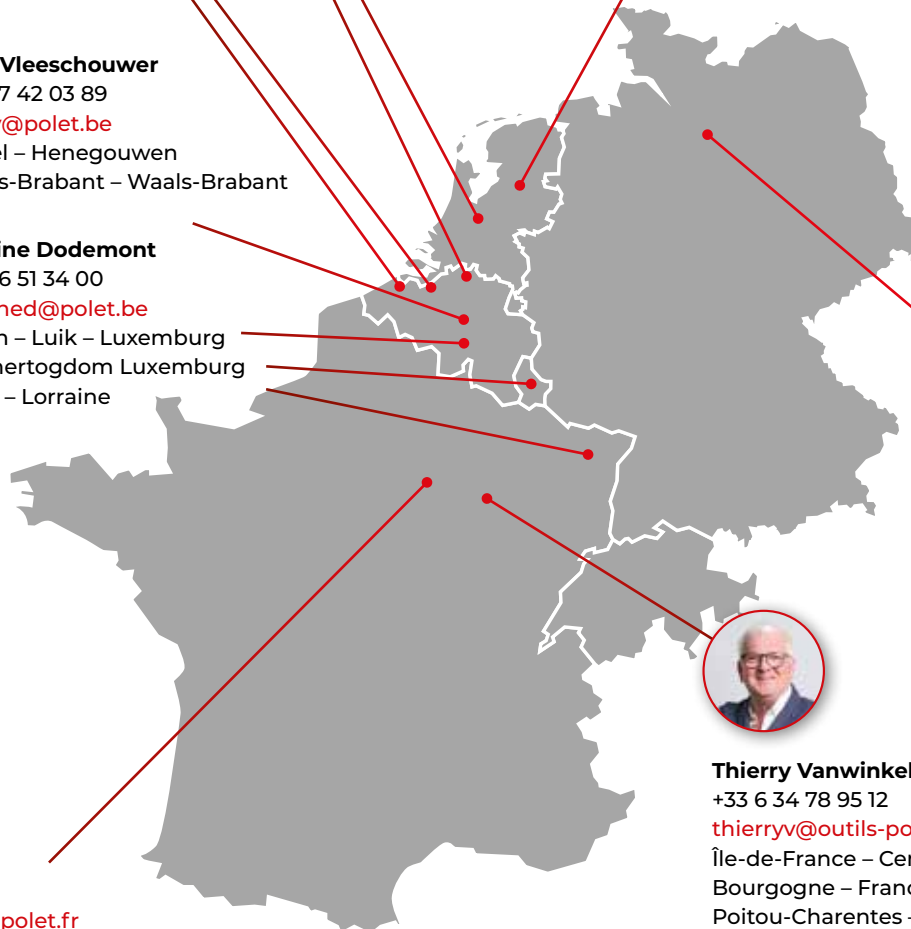 Vleeschouwer
7 42 03 89
@polet.be
– Henegouwen
s-Brabant – Waals-Brabant
ine Dodemont
6 51 34 00
ned@polet.be
n – Luik – Luxemburg
hertogdom Luxemburg
– Lorraine
Thierry Vanwinkel
+33 6 34 78 95 12
thierryv@outils-po
Île-de-France – Cen
Bourgogne – Franc
Poitou-Charentes –
polet.fr